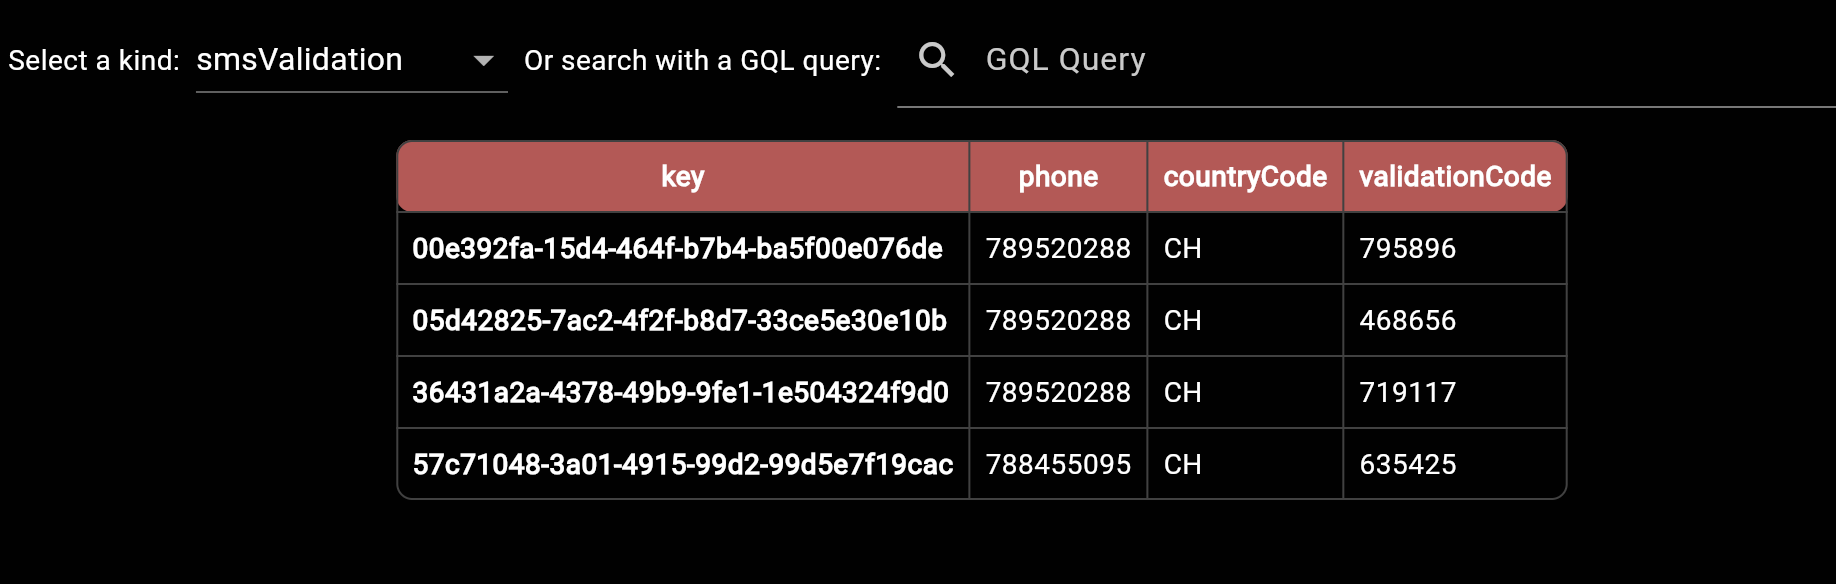 Select a kind: smsValidation Or search with a GQL query: GQL Query
key phone countryCode validationCode
00e392fa-15d4-464f-b7b4-ba5f00e076de 789520288 CH 795896
05d42825-7ac2-4f2f-b8d7-33ce5e30e10b 789520288 CH 468656
36431a2a-4378-49b9-9fe1-1e504324f9d0 789520288 CH 719117
57c71048-3a01-4915-99d2-99d5e7f19cac 788455095 CH 635425